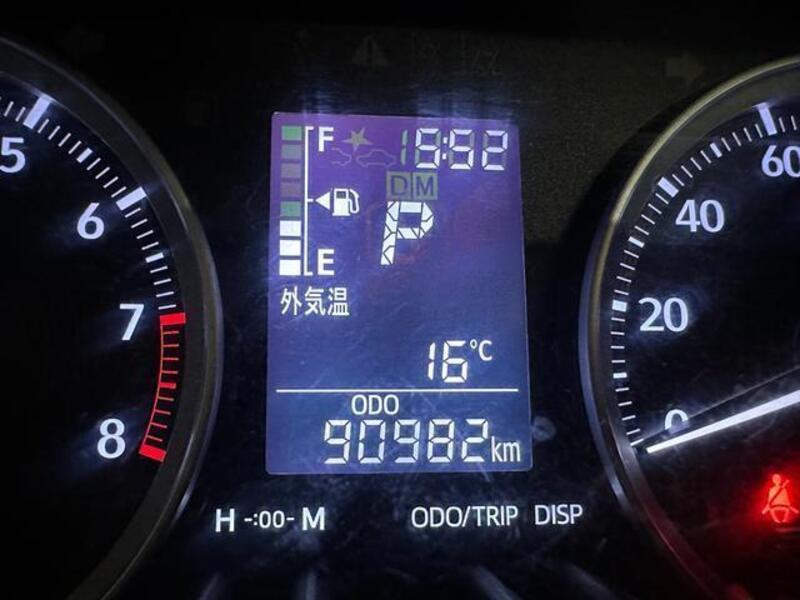 F 18:52
DM
P
E
外気温
16°C
ODO
90982km
5
6
7
8
60
40
20
0
H -:00- M ODO/TRIP DISP